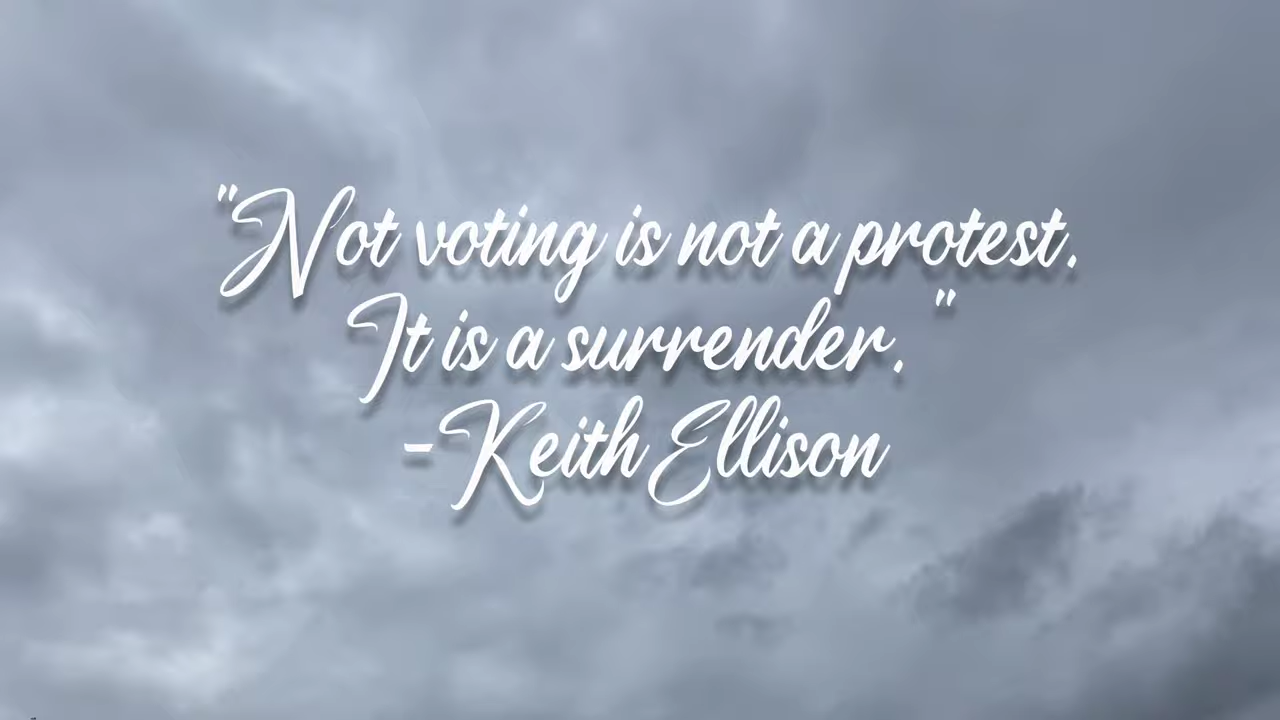 "Not voting is not a protest.
It is a surrender. "
-Keith Ellison